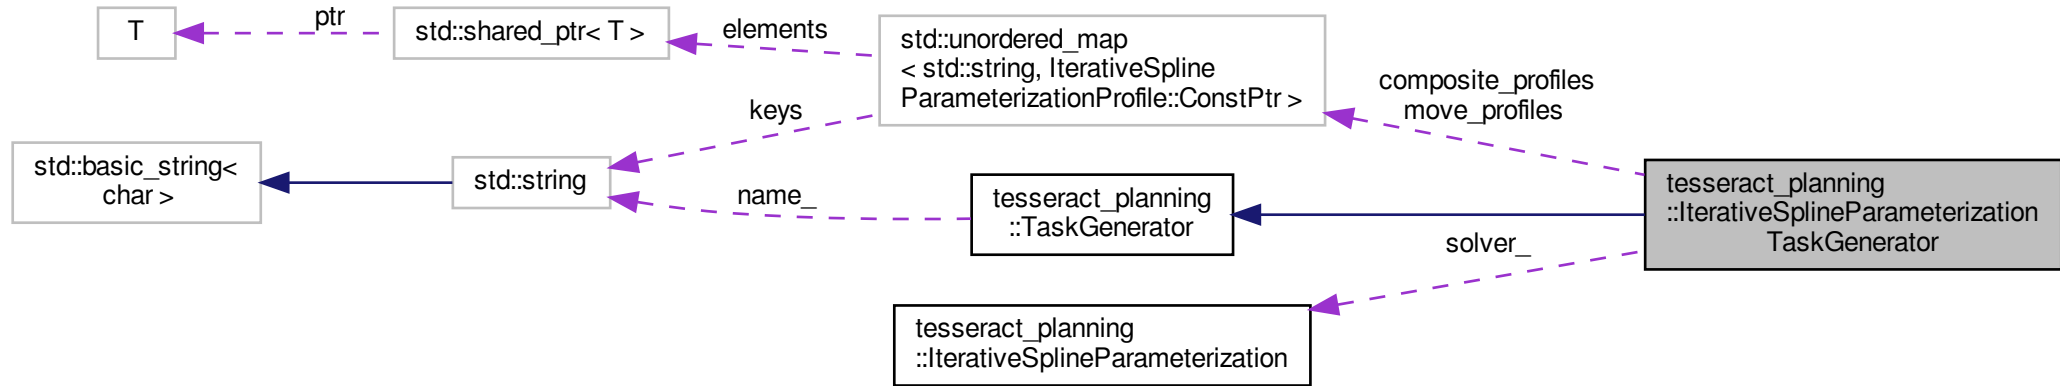 T
ptr
std::shared_ptr< T >
elements
std::unordered_map
< std::string, IterativeSpline
ParameterizationProfile::ConstPtr >
composite_profiles
move_profiles
keys
std::basic_string<
char >
std::string
name_
tesseract_planning
::TaskGenerator
tesseract_planning
::IterativeSplineParameterization
TaskGenerator
solver_
tesseract_planning
::IterativeSplineParameterization